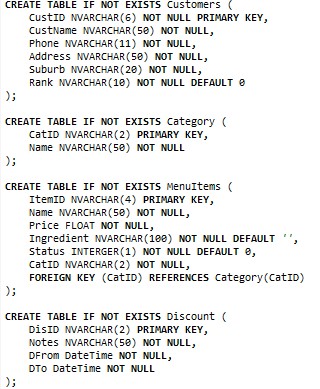 CREATE TABLE IF NOT EXISTS Customers (
CustID NVARCHAR(6) NOT NULL PRIMARY KEY,
CustName NVARCHAR(50) NOT NULL,
Phone NVARCHAR(11) NOT NULL,
Address NVARCHAR(50) NOT NULL,
Suburb NVARCHAR(20) NOT NULL,
Rank NVARCHAR(10) NOT NULL DEFAULT 0
);
CREATE TABLE IF NOT EXISTS Category (
CatID NVARCHAR(2) PRIMARY KEY,
Name NVARCHAR(50) NOT NULL
);
CREATE TABLE IF NOT EXISTS MenuItems (
ItemID NVARCHAR(4) PRIMARY KEY,
Name NVARCHAR(50) NOT NULL,
Price FLOAT NOT NULL,
Ingredient NVARCHAR(100) NOT NULL DEFAULT '',
Status INTERGER(1) NOT NULL DEFAULT 0,
CatID NVARCHAR(2) NOT NULL,
FOREIGN KEY (CatID) REFERENCES Category(CatID)
);
CREATE TABLE IF NOT EXISTS Discount (
DisID NVARCHAR(2) PRIMARY KEY,
Notes NVARCHAR(50) NOT NULL,
DFrom DateTime NOT NULL,
DTo DateTime NOT NULL
);